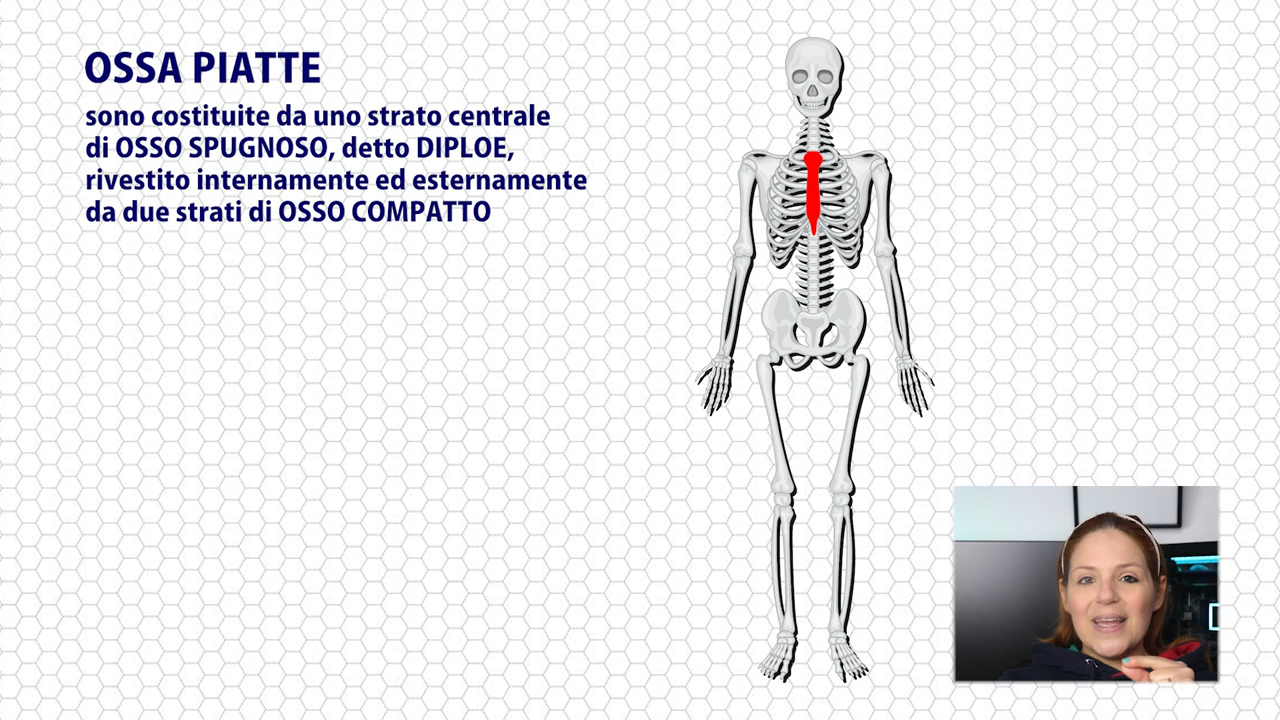 OSSA PIATTE
sono costituite da uno strato centrale
di OSSO SPUGNOSO, detto DIPLOE,
rivestito internamente ed esternamente
da due strati di OSSO COMPATTO